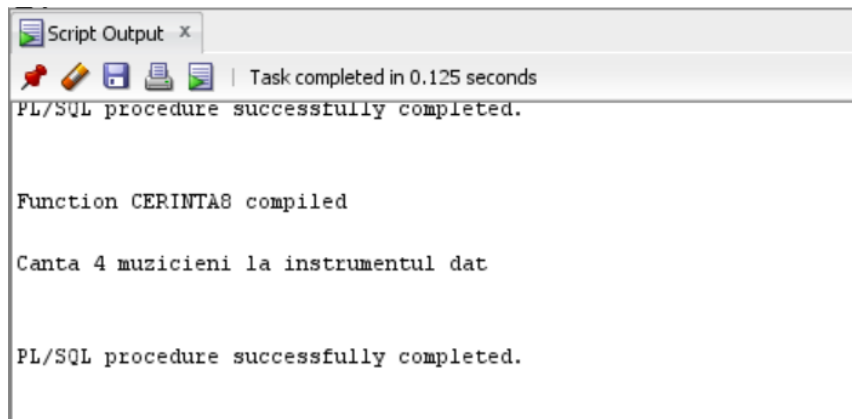 Script Output x
Task completed in 0.125 seconds
PL/SQL procedure successfully completed.
Function CERINTA8 compiled
Canta 4 muzicieni la instrumentul dat
PL/SQL procedure successfully completed.